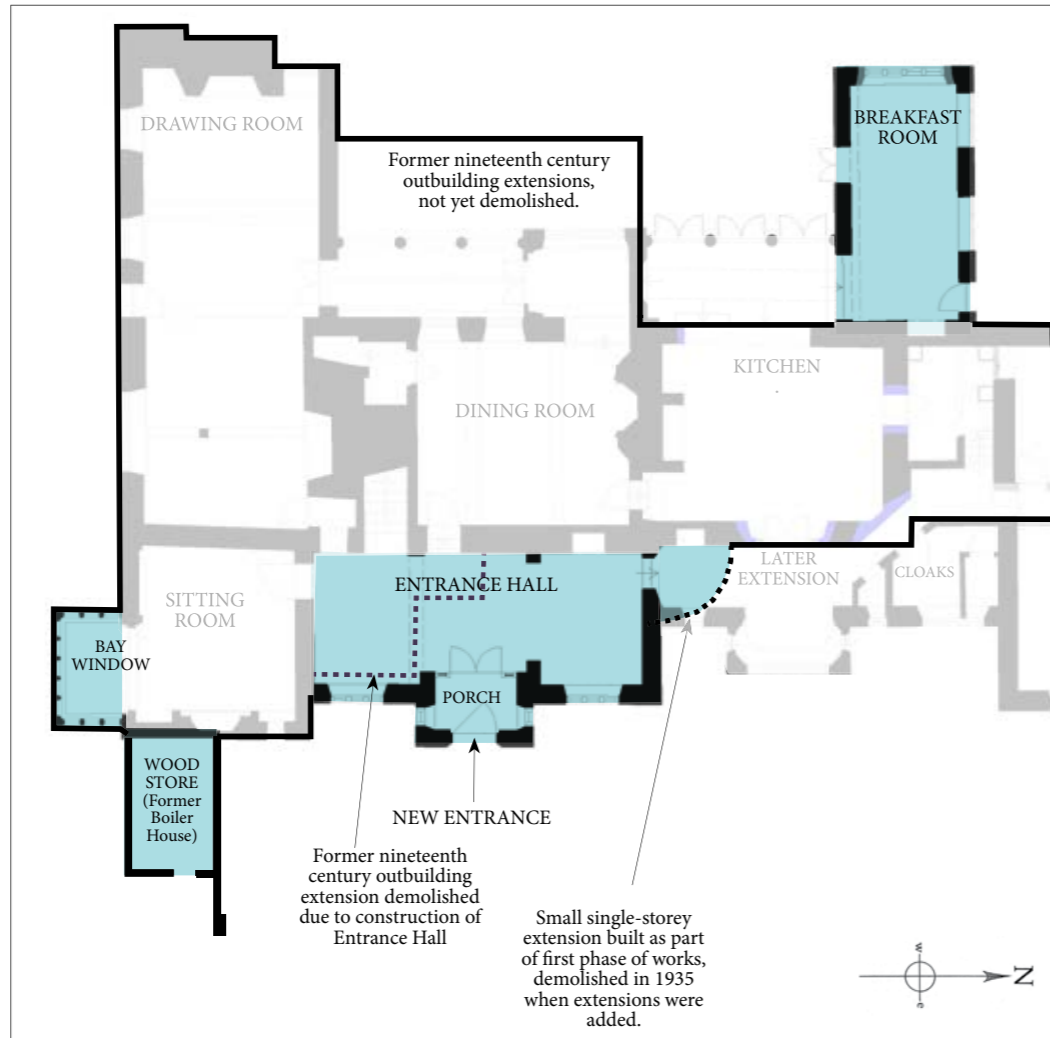 DRAWING ROOM
Former nineteenth century
outbuilding extensions,
not yet demolished.
BREAKFAST
ROOM
DINING ROOM
KITCHEN
SITTING
ROOM
ENTRANCE HALL
LATER
EXTENSION
CLOAKS
BAY
WINDOW
PORCH
WOOD
STORE
(Former
Boiler
House)
NEW ENTRANCE
Former nineteenth
century outbuilding
extension demolished
due to construction of
Entrance Hall
Small single-storey
extension built as part
of first phase of works,
demolished in 1935
when extensions were
added.
w
N
e